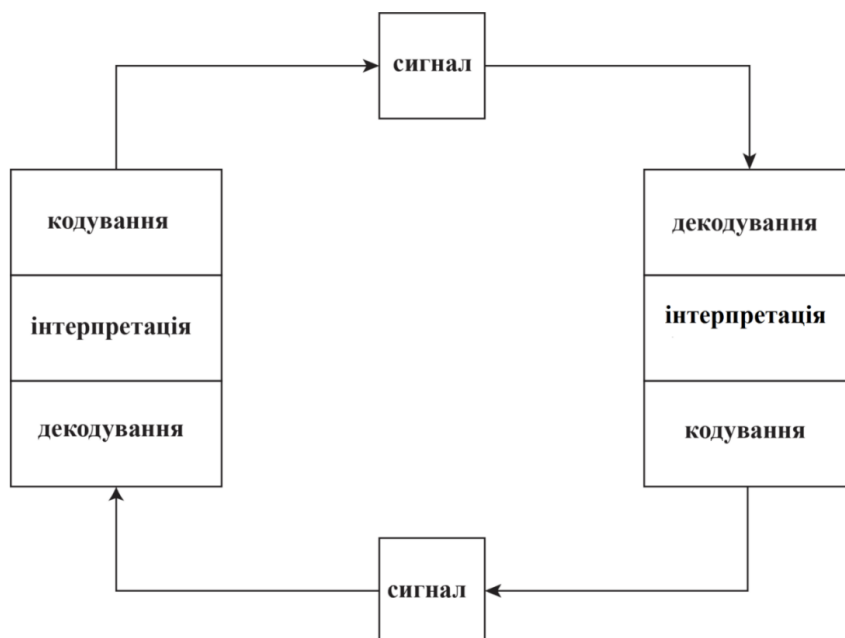 сигнал
кодування
інтерпретація
декодування
декодування
інтерпретація
кодування
сигнал